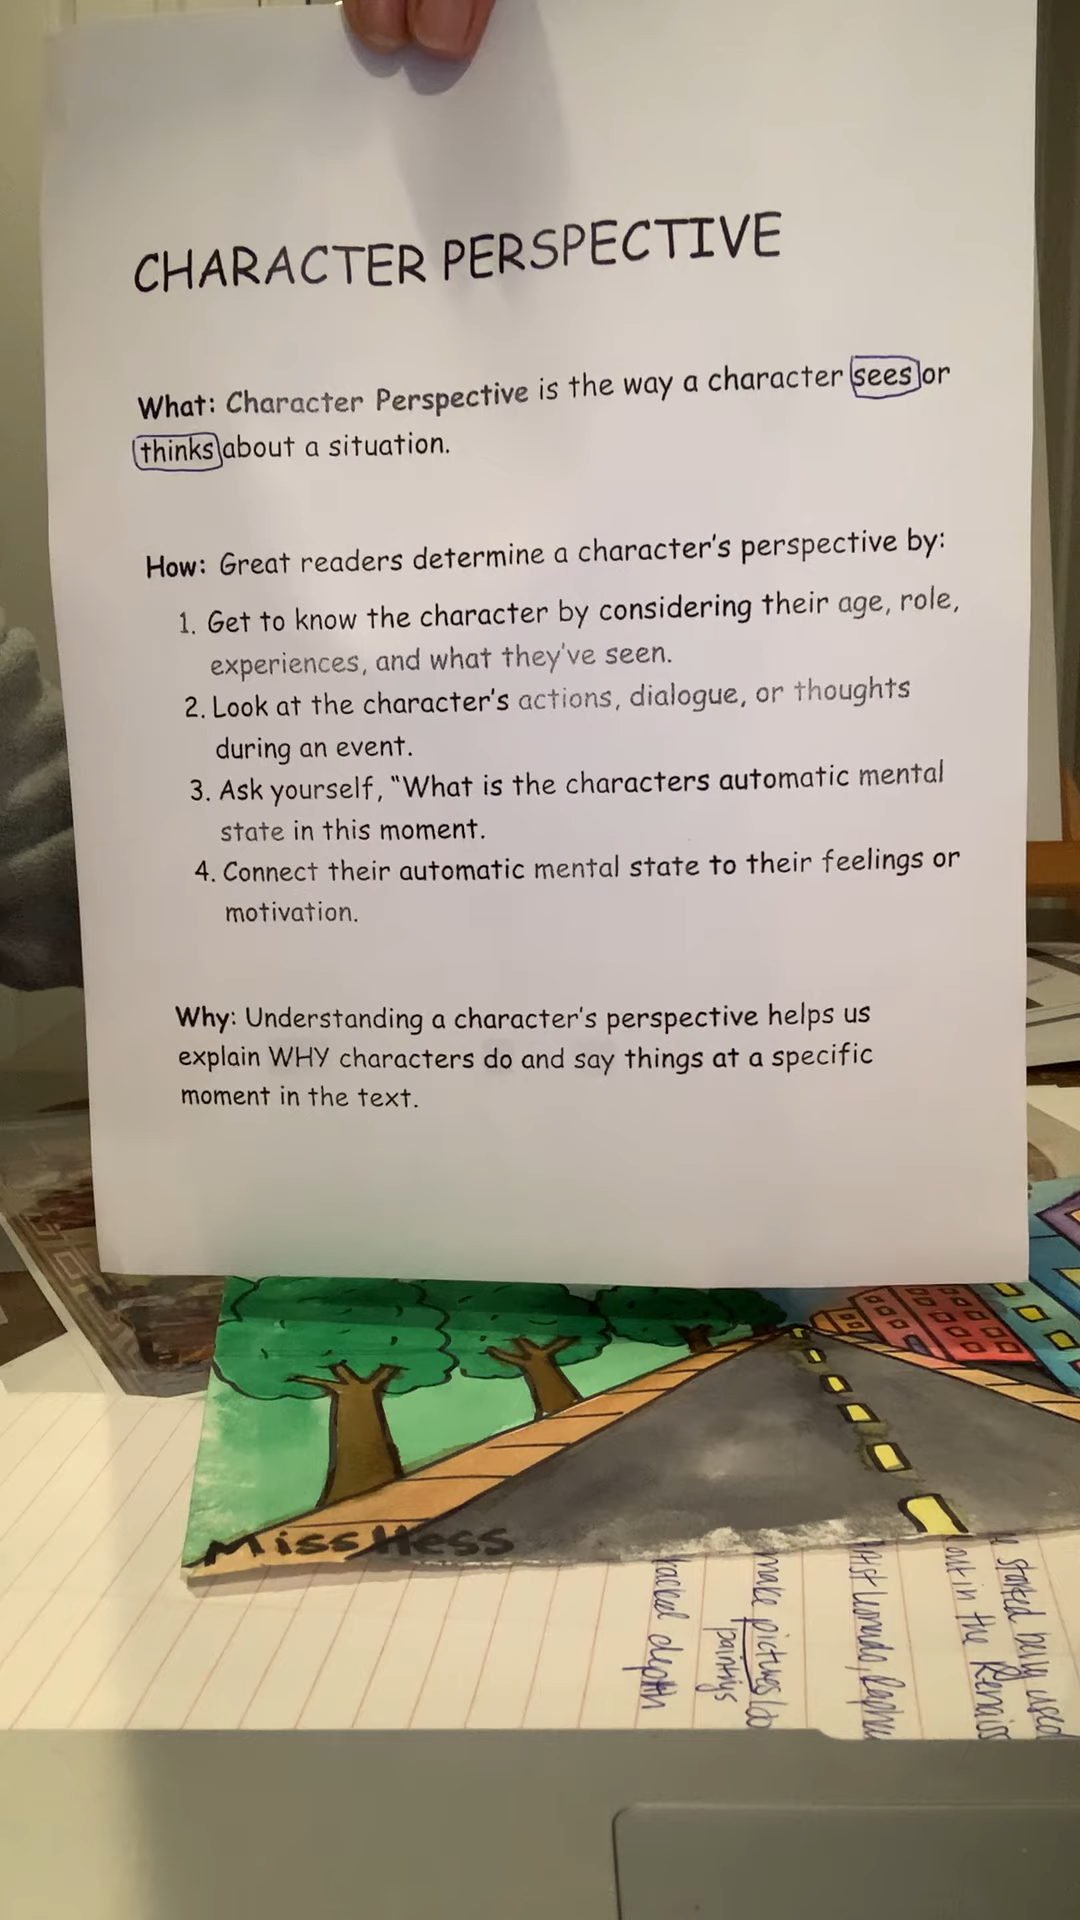 CHARACTER PERSPECTIVE
What: Character Perspective is the way a character sees or
thinks about a situation.
How: Great readers determine a character's perspective by:
1. Get to know the character by considering their age, role,
experiences, and what they've seen.
2. Look at the character's actions, dialogue, or thoughts
during an event.
3. Ask yourself, "What is the characters automatic mental
state in this moment.
4. Connect their automatic mental state to their feelings or
motivation.
Why: Understanding a character's perspective helps us
explain WHY characters do and say things at a specific
moment in the text.
Miss Hess
started being used
out in the Renaiss
make pictures
paintings
lacked depth